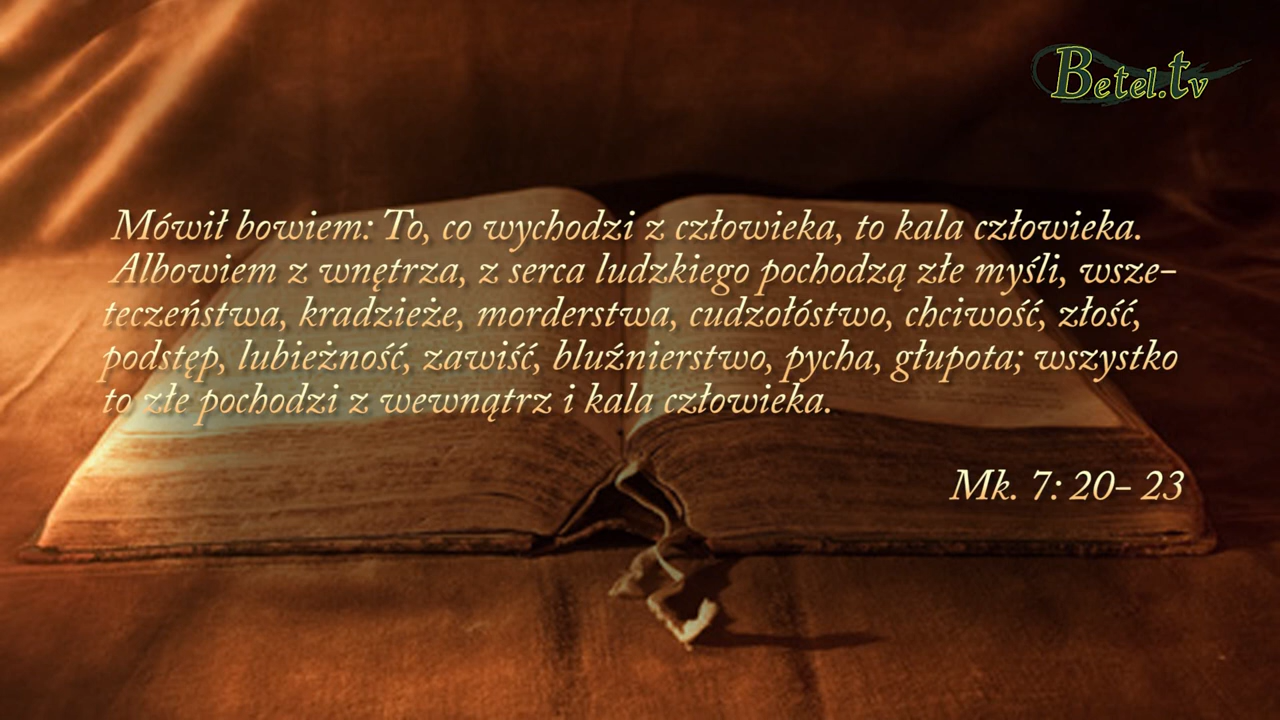 Betel.tv
Mówił bowiem: To, co wychodzi z człowieka, to kala człowieka.
Albowiem z wnętrza, z serca ludzkiego pochodzą złe myśli, wsze-
teczeństwa, kradzieże, morderstwa, cudzołóstwo, chciwość, złość,
podstęp, lubieżność, zawiść, bluźnierstwo, pycha, głupota; wszystko
to złe pochodzi z wewnątrz i kala człowieka.
Mk. 7: 20- 23